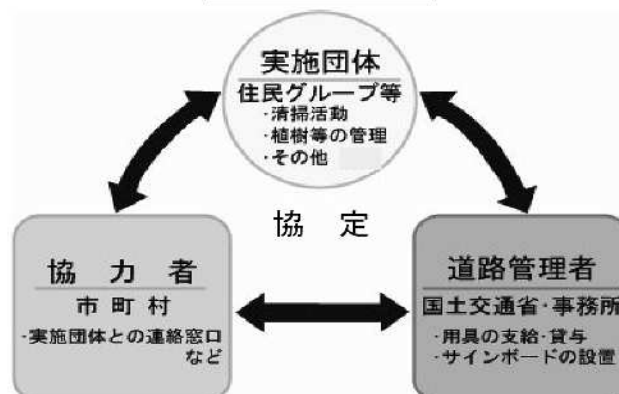 実施団体
住民グループ等
・清掃活動
・植樹等の管理
・その他
協 定
協 力 者
市 町 村
・実施団体との連絡窓口
など
道路管理者
国土交通省・事務所
・用具の支給・貸与
・サインボードの設置